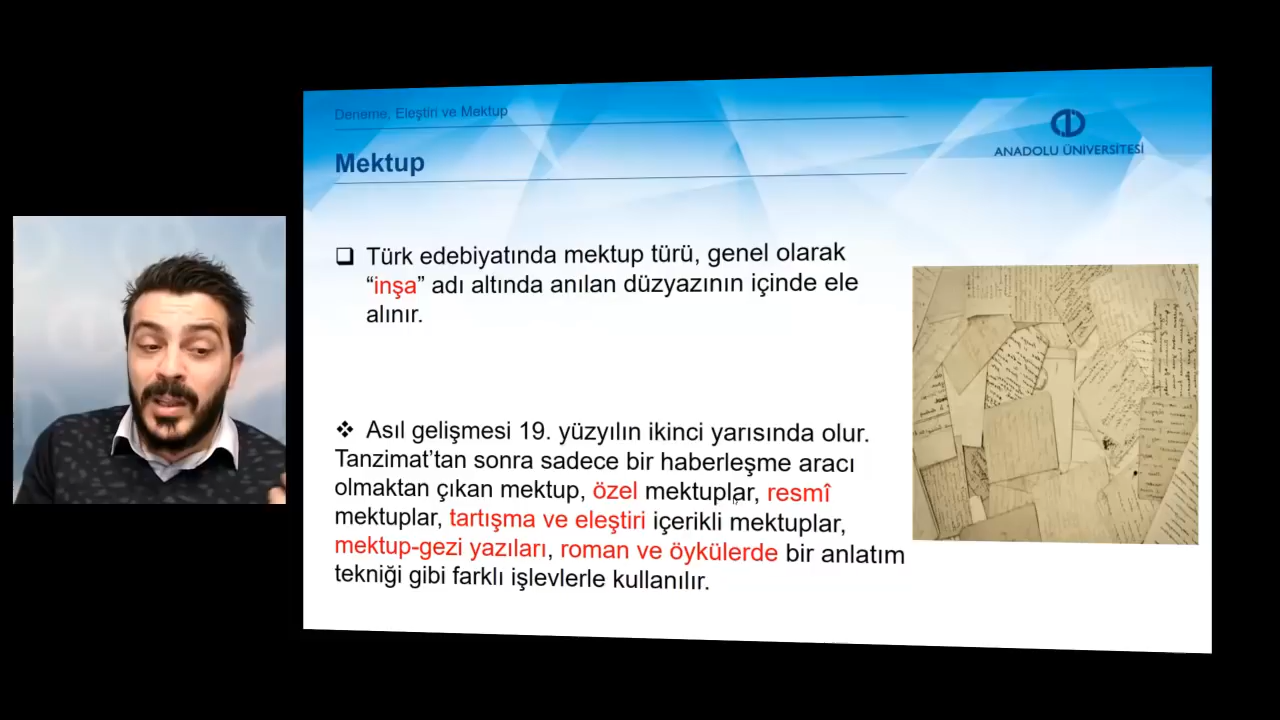 Deneme, Eleştiri ve Mektup
ANADOLU ÜNİVERSİTESİ
Mektup
Türk edebiyatında mektup türü, genel olarak
“inşa” adı altında anılan düzyazının içinde ele
alınır.
Asıl gelişmesi 19. yüzyılın ikinci yarısında olur.
Tanzimat’tan sonra sadece bir haberleşme aracı
olmaktan çıkan mektup, özel mektuplar, resmî
mektuplar, tartışma ve eleştiri içerikli mektuplar,
mektup-gezi yazıları, roman ve öykülerde bir anlatım
tekniği gibi farklı işlevlerle kullanılır.